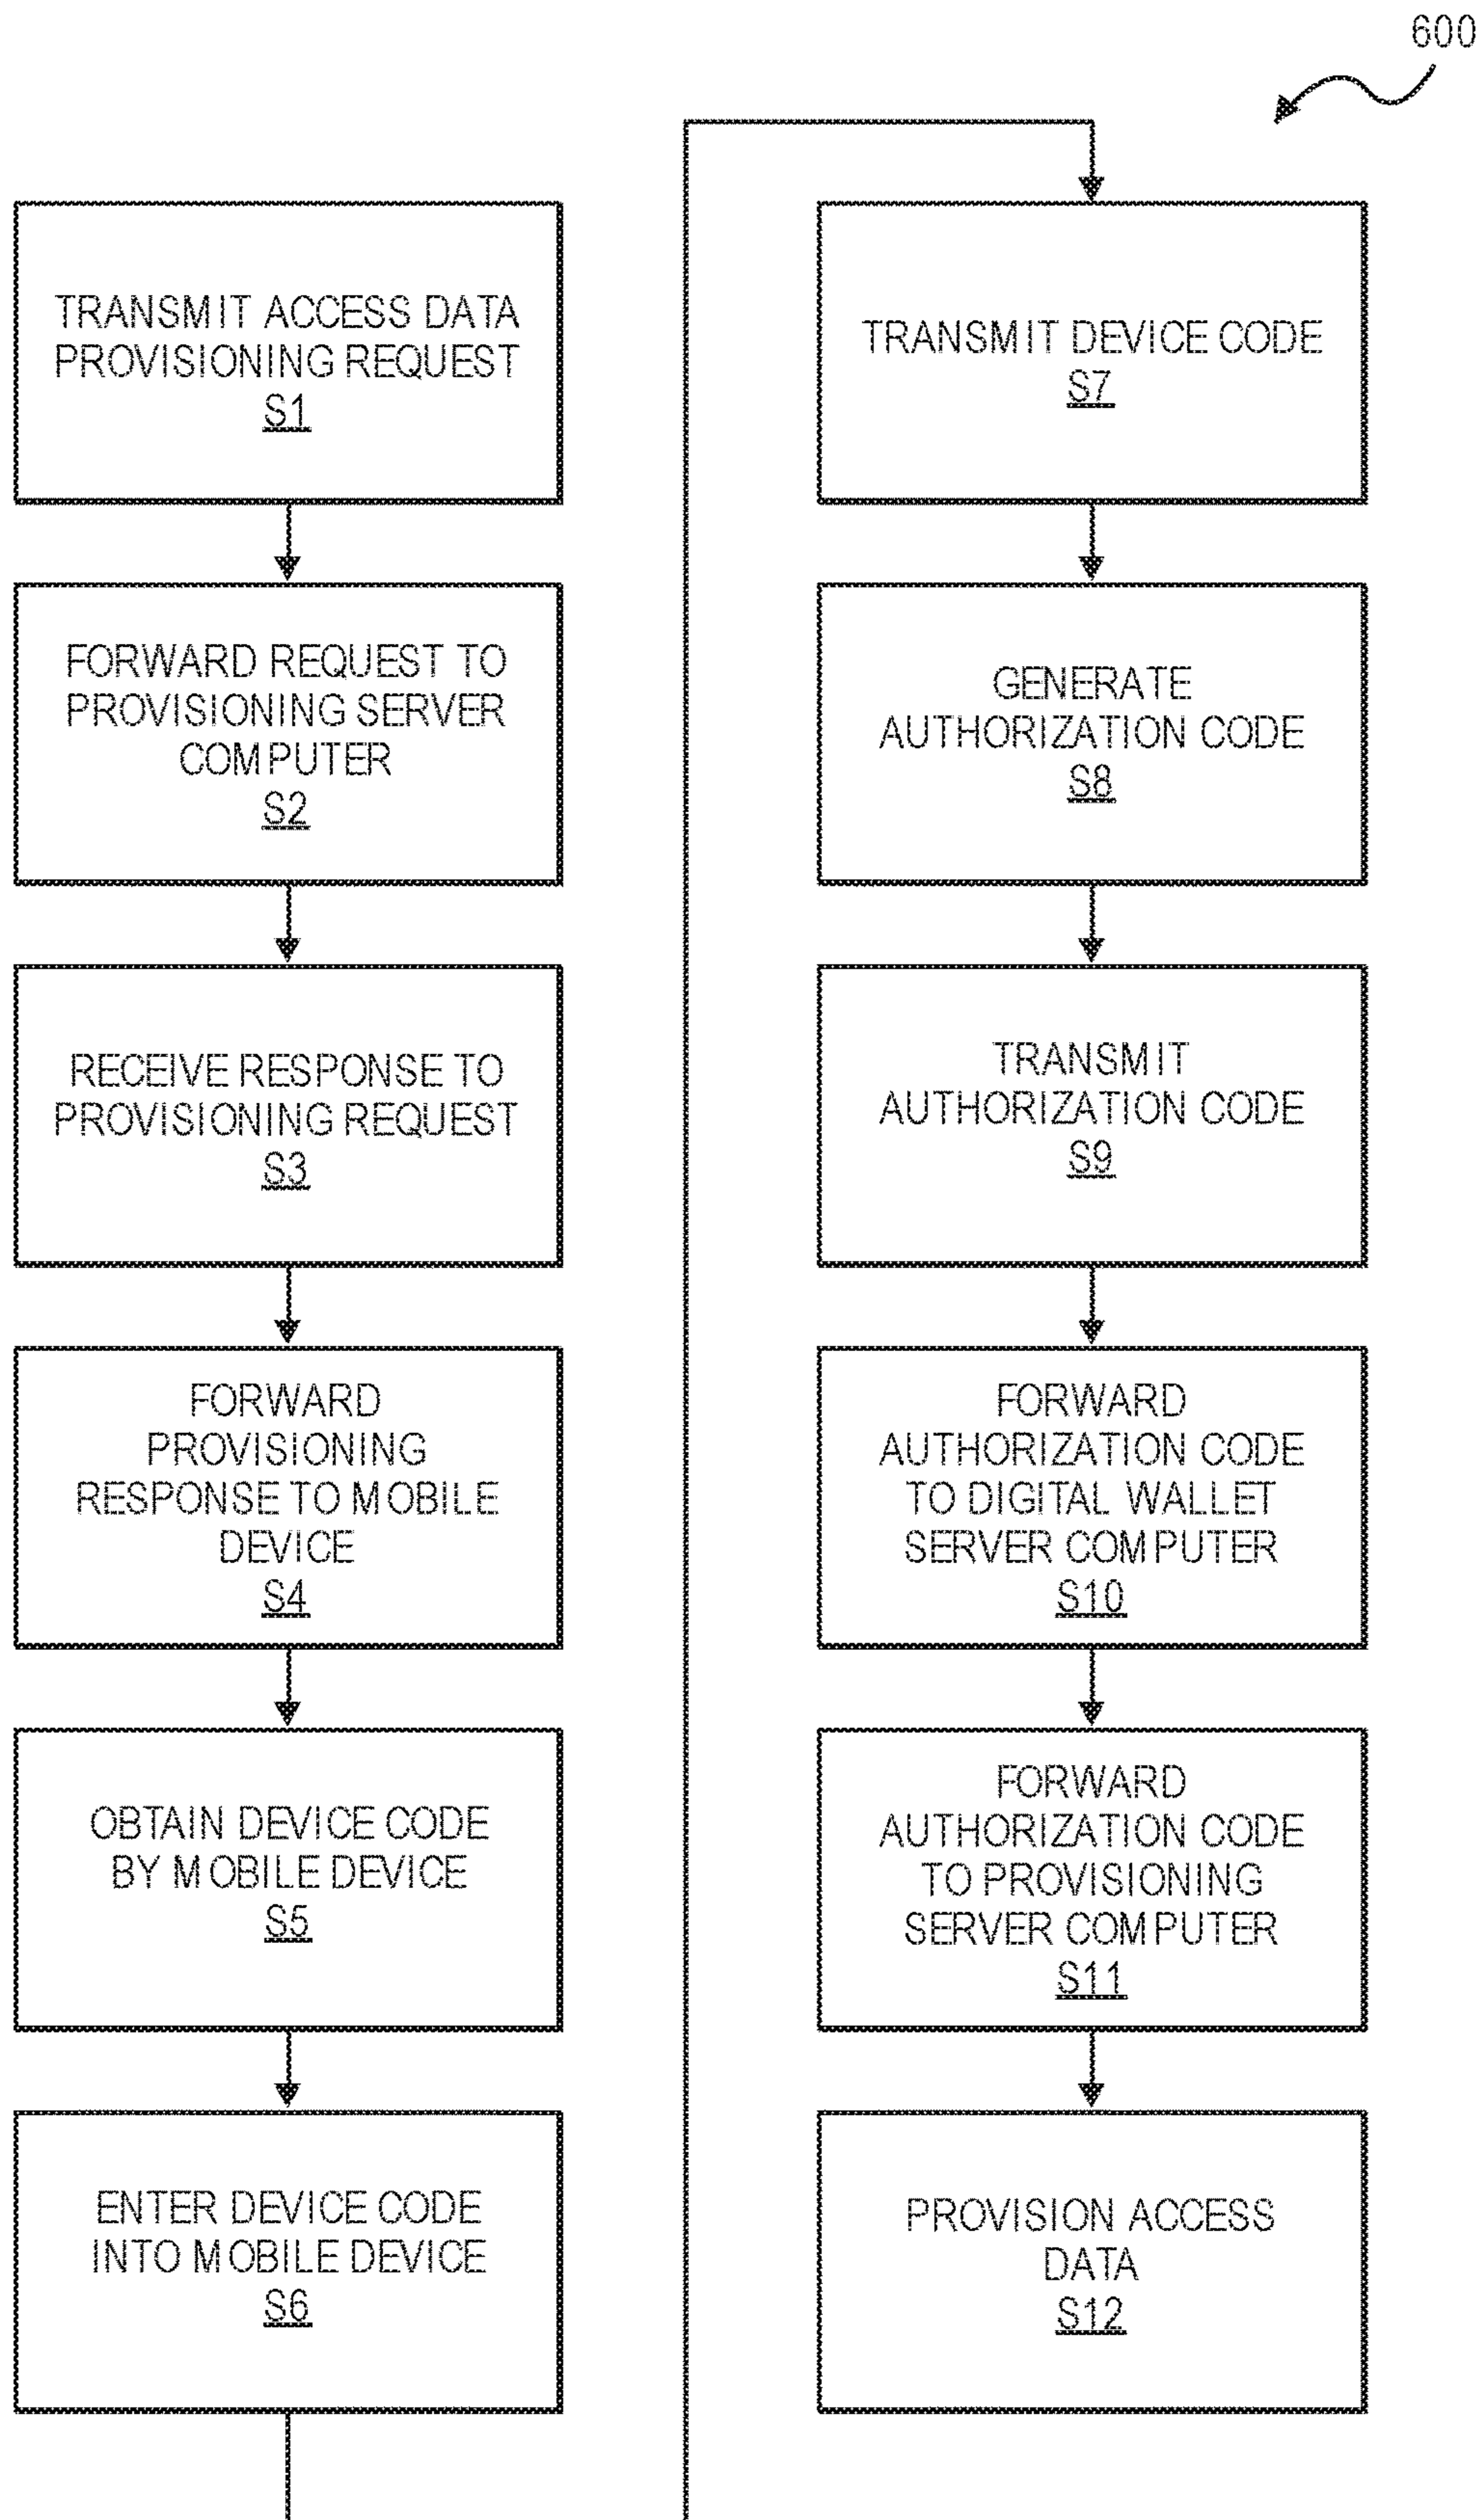 600
TRANSMIT ACCESS DATA
PROVISIONING REQUEST
S1
FORWARD REQUEST TO
PROVISIONING SERVER
COMPUTER
S2
RECEIVE RESPONSE TO
PROVISIONING REQUEST
S3
FORWARD
PROVISIONING
RESPONSE TO MOBILE
DEVICE
S4
OBTAIN DEVICE CODE
BY MOBILE DEVICE
S5
ENTER DEVICE CODE
INTO MOBILE DEVICE
S6
TRANSMIT DEVICE CODE
S7
GENERATE
AUTHORIZATION CODE
S8
TRANSMIT
AUTHORIZATION CODE
S9
FORWARD
AUTHORIZATION CODE
TO DIGITAL WALLET
SERVER COMPUTER
S10
FORWARD
AUTHORIZATION CODE
TO PROVISIONING
SERVER COMPUTER
S11
PROVISION ACCESS
DATA
S12